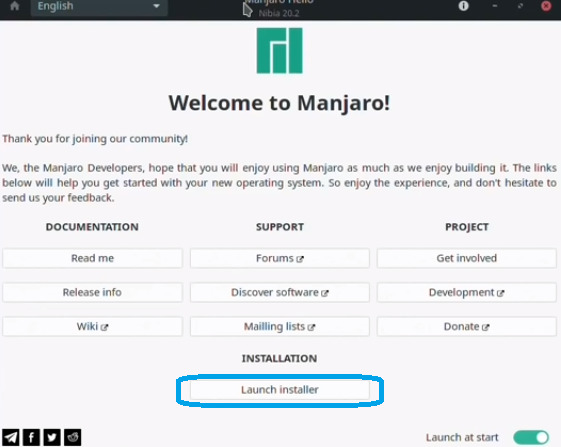 English
Manjaro Hello
Nibia 20.2
Welcome to Manjaro!
Thank you for joining our community!
We, the Manjaro Developers, hope that you will enjoy using Manjaro as much as we enjoy building it. The links
below will help you get started with your new operating system. So enjoy the experience, and don't hesitate to
send us your feedback.
DOCUMENTATION SUPPORT PROJECT
Read me Forums Get involved
Release info Discover software Development
Wiki Mailling lists Donate
INSTALLATION
Launch installer
Launch at start